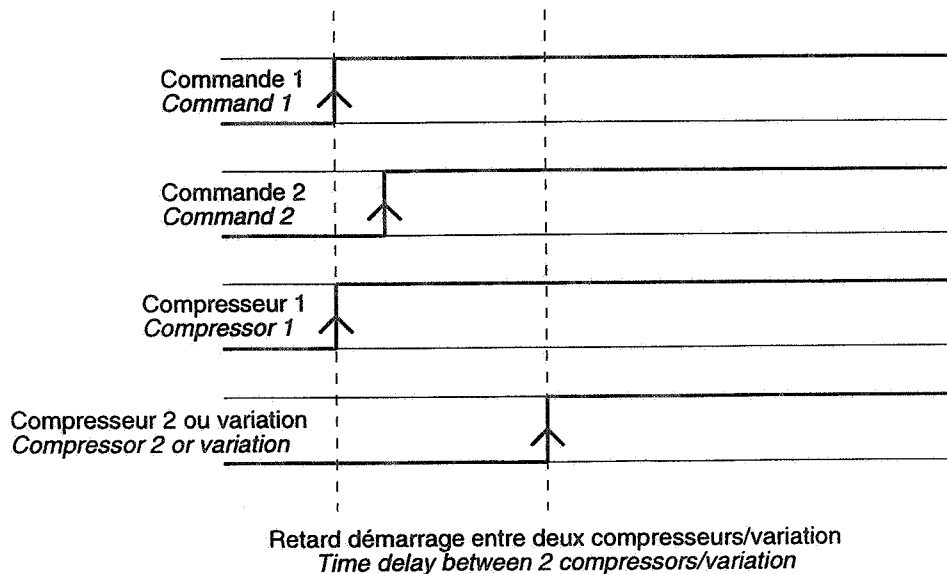 Commande 1
Command 1
Commande 2
Command 2
Compresseur 1
Compressor 1
Compresseur 2 ou variation
Compressor 2 or variation
Retard démarrage entre deux compresseurs/variation
Time delay between 2 compressors/variation